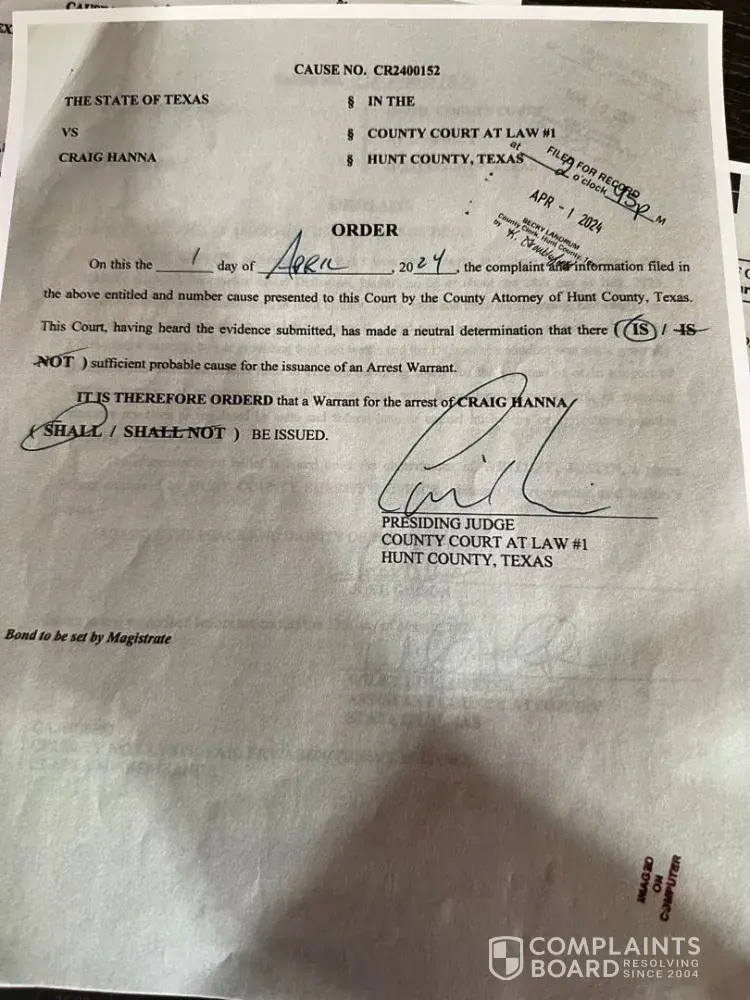 CAUSE NO. CR2400152
THE STATE OF TEXAS § IN THE
VS § COUNTY COURT AT LAW #1
CRAIG HANNA § HUNT COUNTY, TEXAS
FILED FOR RECORD
at 2 o'clock 43p M
APR - 1 2024
BECKY LANDRUM
County Clerk, Hunt County, Tex.
by
ORDER
On this the 1 day of APRIL, 2024, the complaint and information filed in
the above entitled and number cause presented to this Court by the County Attorney of Hunt County, Texas.
This Court, having heard the evidence submitted, has made a neutral determination that there ( IS / IS
NOT ) sufficient probable cause for the issuance of an Arrest Warrant.
IT IS THEREFORE ORDERD that a Warrant for the arrest of CRAIG HANNA
( SHALL / SHALL NOT ) BE ISSUED.
PRESIDING JUDGE
COUNTY COURT AT LAW #1
HUNT COUNTY, TEXAS
Bond to be set by Magistrate
IMAGED
ON
COMPUTER
COMPLAINTS
BOARD RESOLVING
SINCE 2004